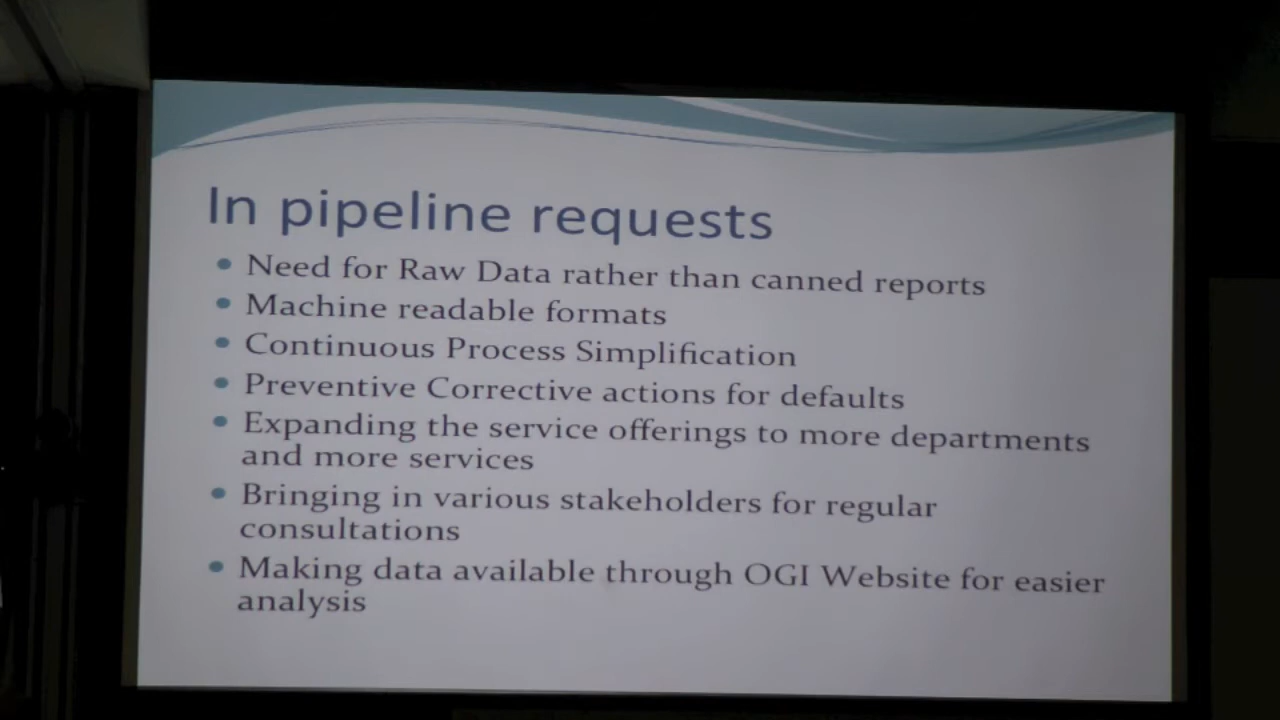 In pipeline requests
Need for Raw Data rather than canned reports
Machine readable formats
Continuous Process Simplification
Preventive Corrective actions for defaults
Expanding the service offerings to more departments
and more services
Bringing in various stakeholders for regular
consultations
Making data available through OGI Website for easier
analysis